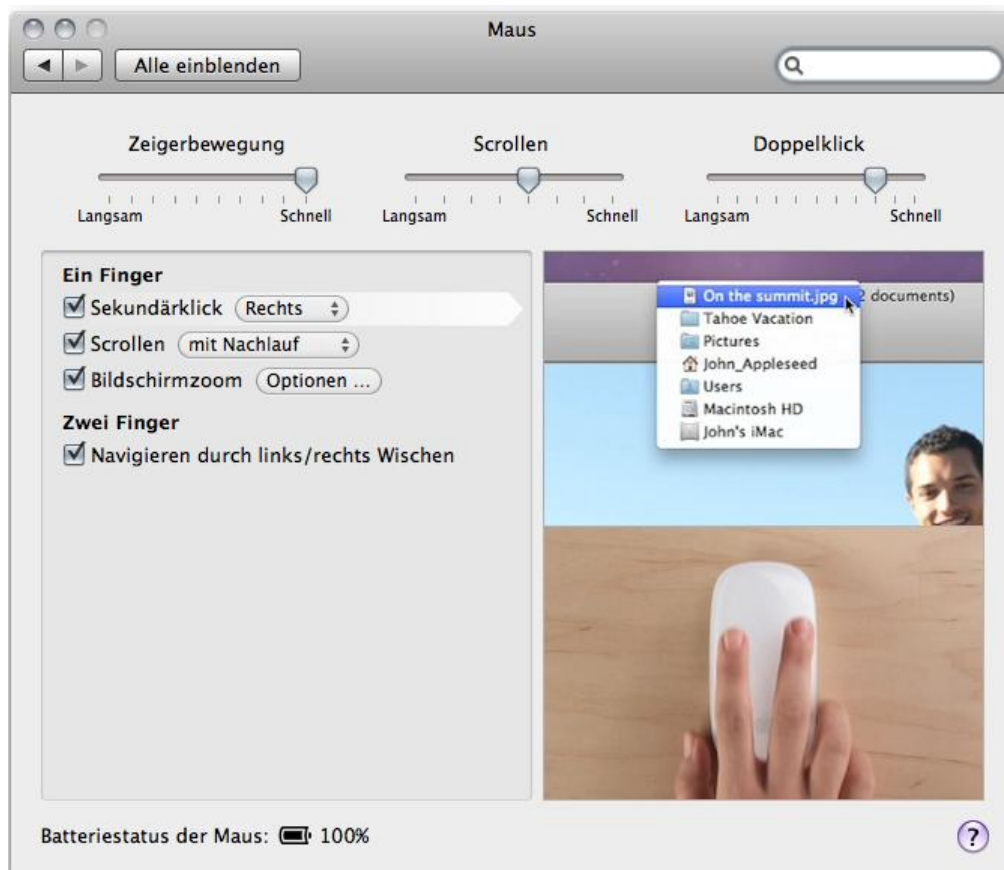 Maus
Alle einblenden
Zeigerbewegung
Langsam Schnell
Scrollen
Langsam Schnell
Doppelklick
Langsam Schnell
Ein Finger
Sekundärklick Rechts
Scrollen mit Nachlauf
Bildschirmzoom Optionen ...
Zwei Finger
Navigieren durch links/rechts Wischen
On the summit.jpg 2 documents)
Tahoe Vacation
Pictures
John_Appleseed
Users
Macintosh HD
John's iMac
Batteriestatus der Maus: 100%
?